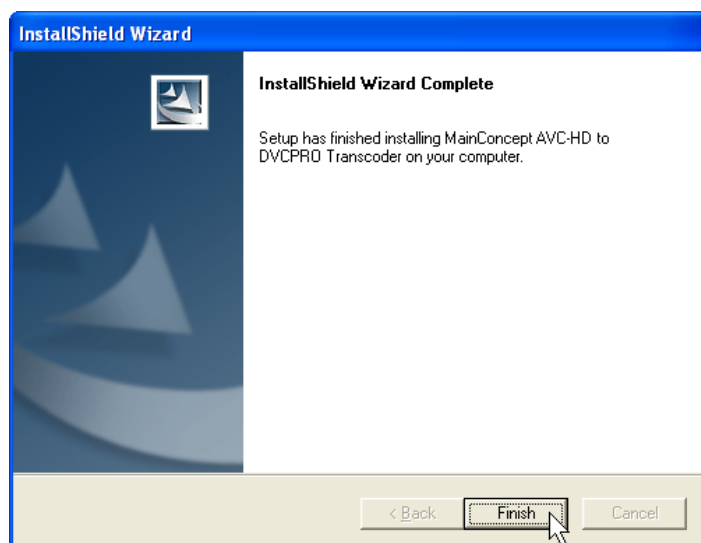 InstallShield Wizard
InstallShield Wizard Complete
Setup has finished installing MainConcept AVC-HD to
DVCPRO Transcoder on your computer.
< Back Finish Cancel